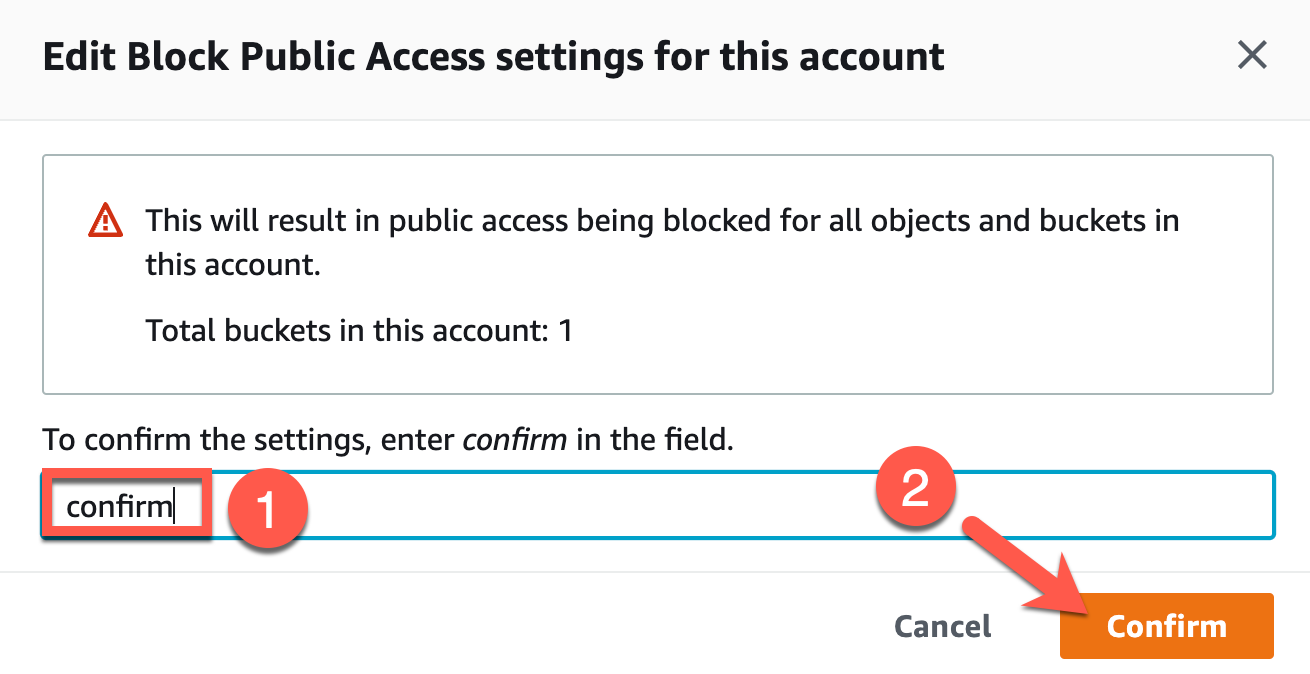 Edit Block Public Access settings for this account
This will result in public access being blocked for all objects and buckets in
this account.
Total buckets in this account: 1
To confirm the settings, enter confirm in the field.
confirm
1
2
Cancel
Confirm